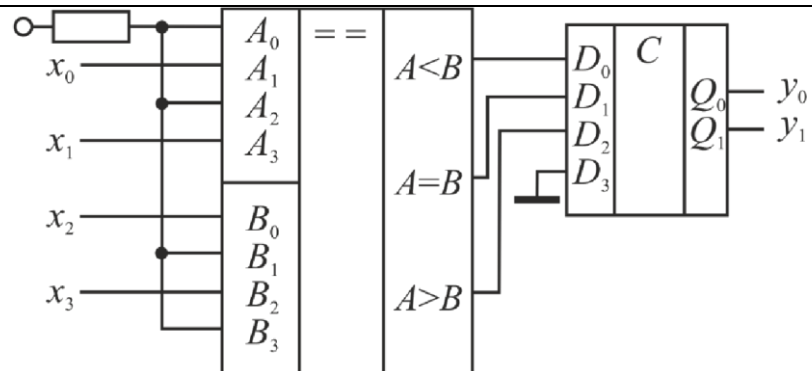 A₀ ==
x₀ A₁ A<B D₀ C
A₂ D₁ Q₀ y₀
x₁ A₃ D₂ Q₁ y₁
A=B D₃
x₂ B₀
B₁
x₃ B₂ A>B
B₃